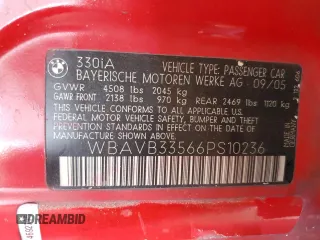 330iA VEHICLE TYPE: PASSENGER CAR
BAYERISCHE MOTOREN WERKE AG - 09/05
GVWR 4508 lbs 2045 kg
GAWR FRONT 2138 lbs 970 kg GAWR REAR 2469 lbs 1120 kg
THIS VEHICLE CONFORMS TO ALL APPLICABLE
FEDERAL MOTOR VEHICLE SAFETY, BUMPER AND
THEFT PREVENTION STANDARDS IN EFFECT ON THE DATE OF
MANUFACTURE SHOWN ABOVE.
WBAVB33566PS10236
DREAMBID